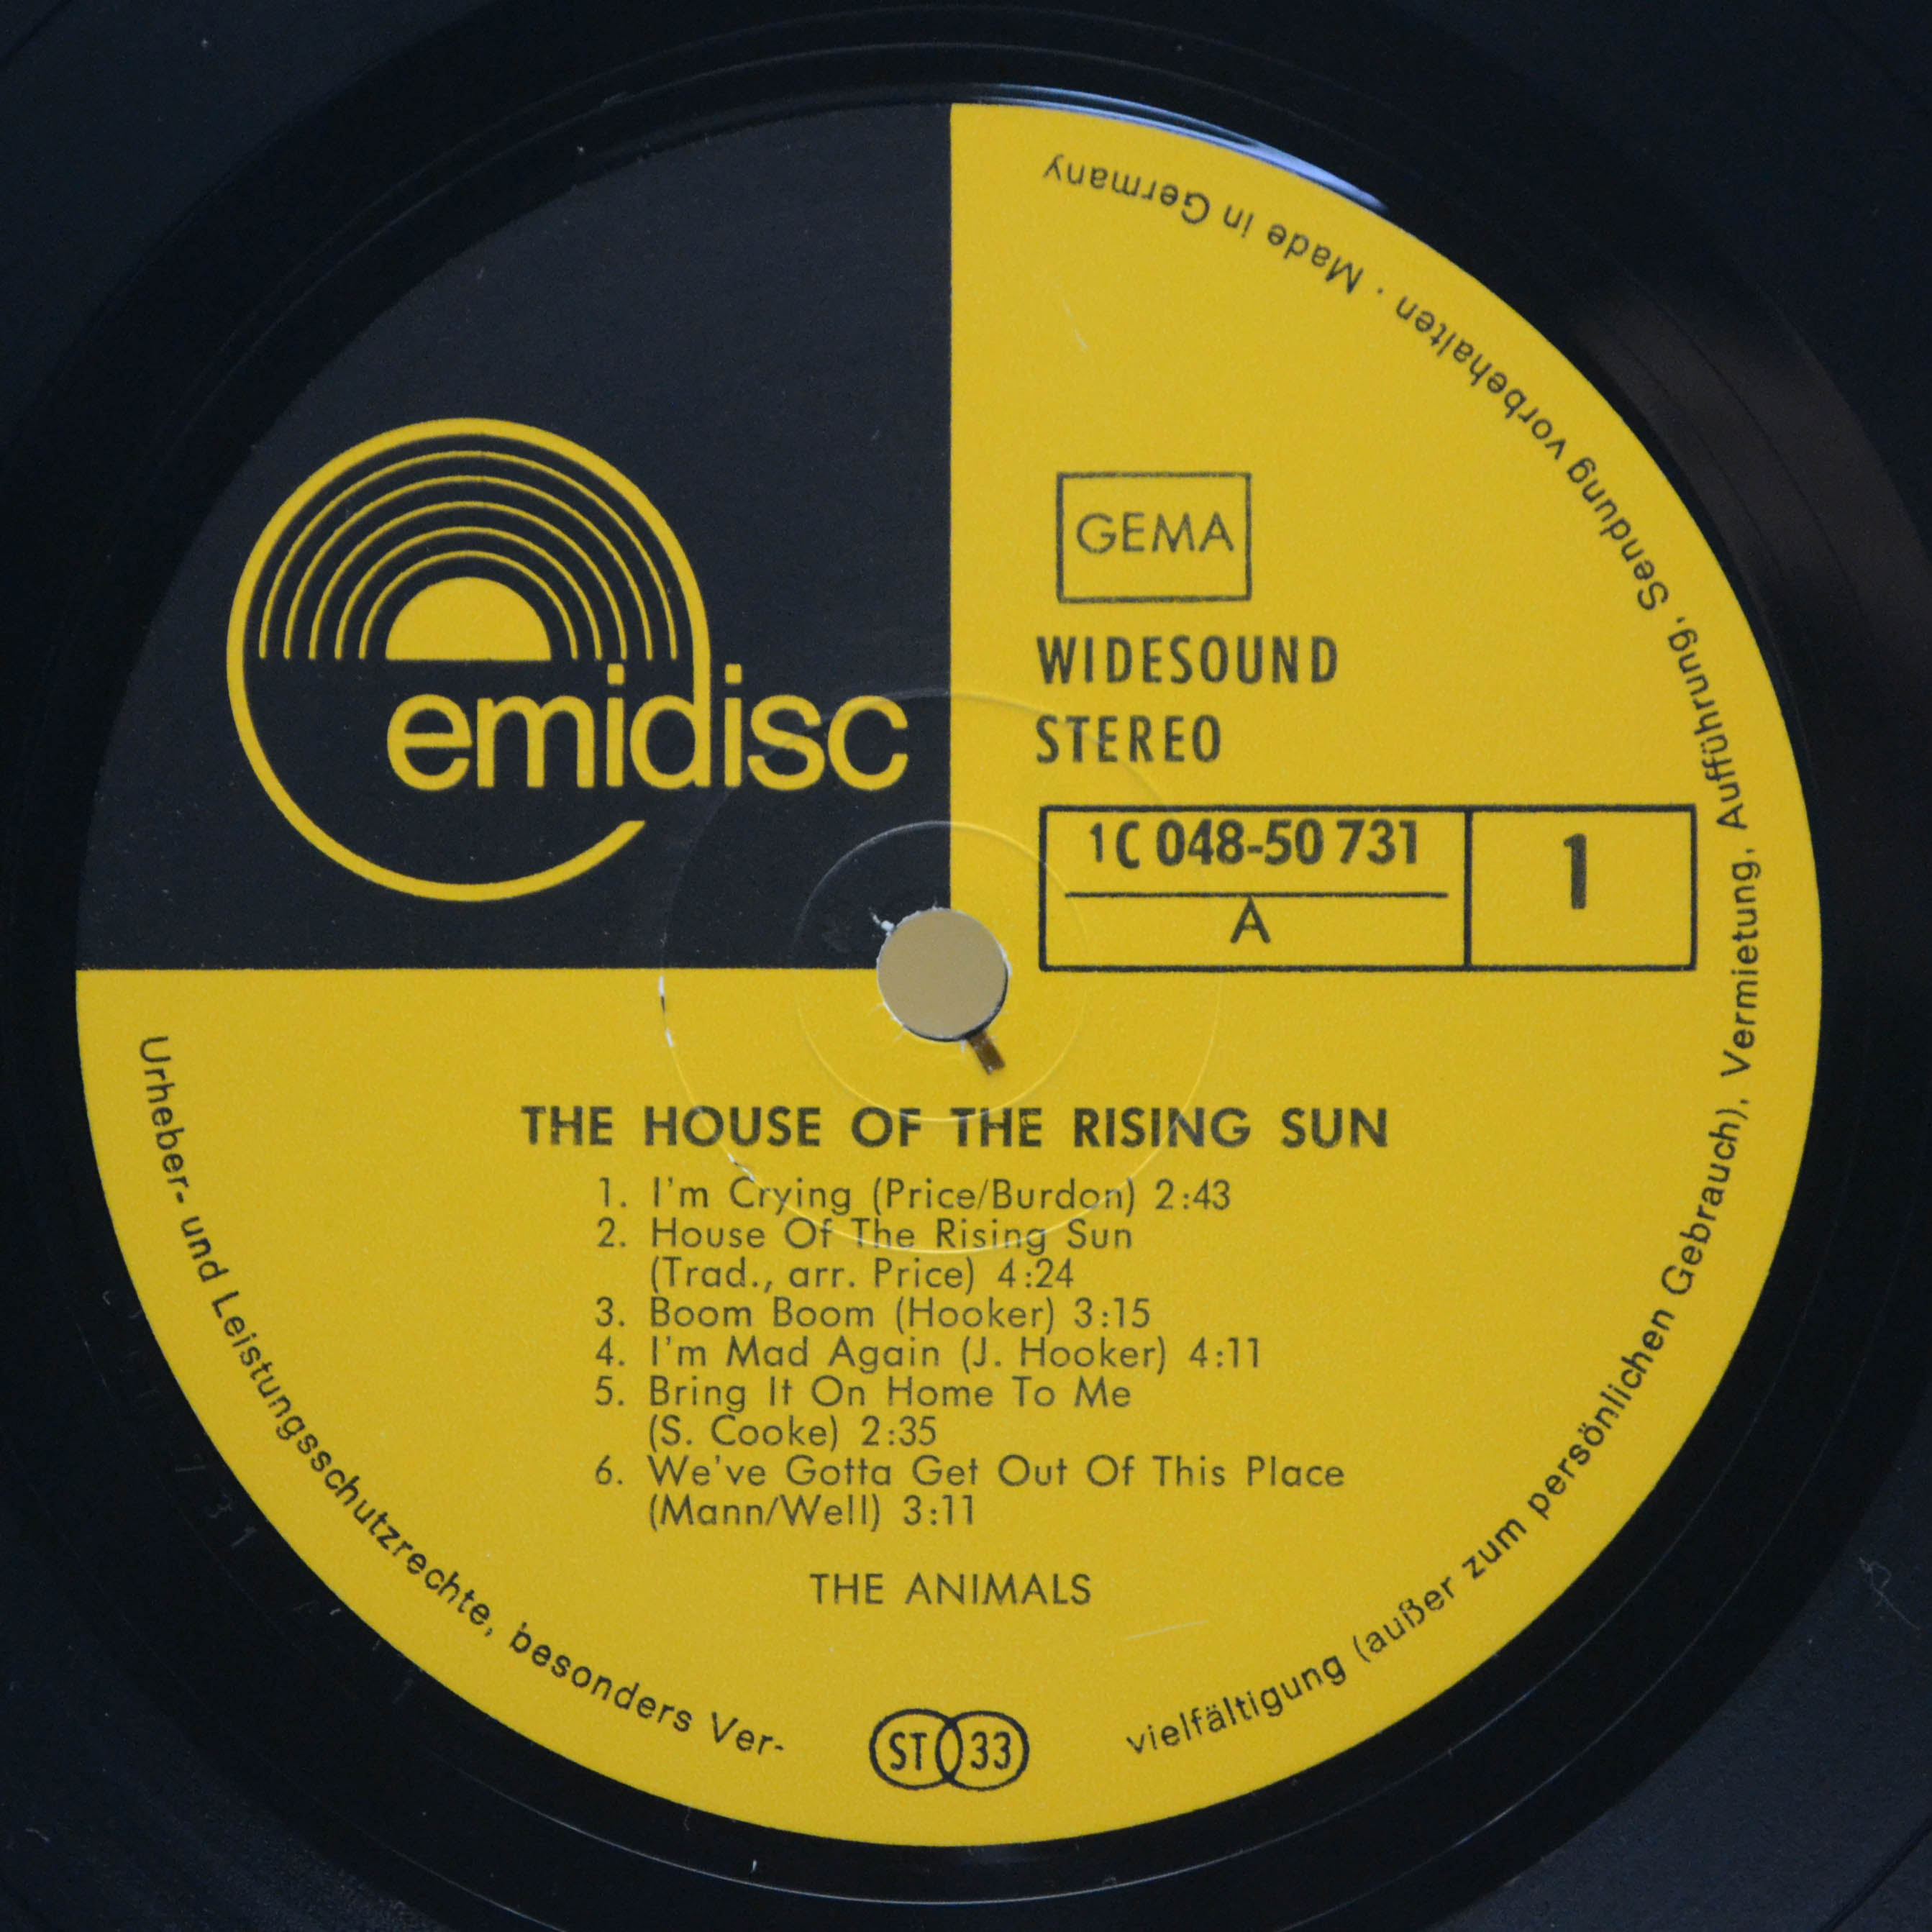 emidisc
GEMA
WIDESOUND
STEREO
1C 048-50 731
A
1
THE HOUSE OF THE RISING SUN
1. I'm Crying (Price/Burdon) 2:43
2. House Of The Rising Sun
(Trad., arr. Price) 4:24
3. Boom Boom (Hooker) 3:15
4. I'm Mad Again (J. Hooker) 4:11
5. Bring It On Home To Me
(S. Cooke) 2:35
6. We've Gotta Get Out Of This Place
(Mann/Well) 3:11
THE ANIMALS
ST 33
Urheber- und Leistungsschutzrechte, besonders Ver-
vielfältigung (außer zum persönlichen Gebrauch), Vermietung, Aufführung, Sendung vorbehalten · Made in Germany